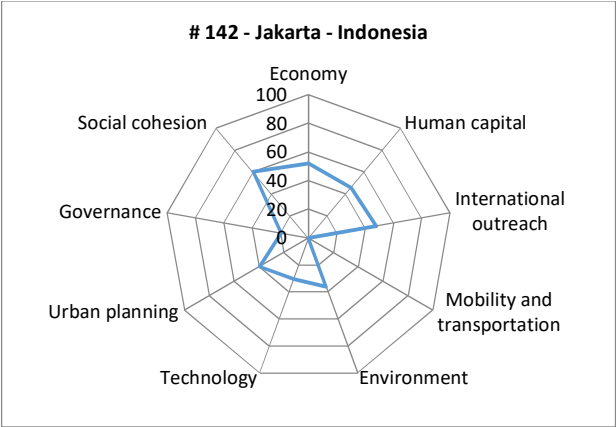 # 142 - Jakarta - Indonesia
Economy
100
80
60
40
20
0
Human capital
International
outreach
Mobility and
transportation
Environment
Technology
Urban planning
Governance
Social cohesion